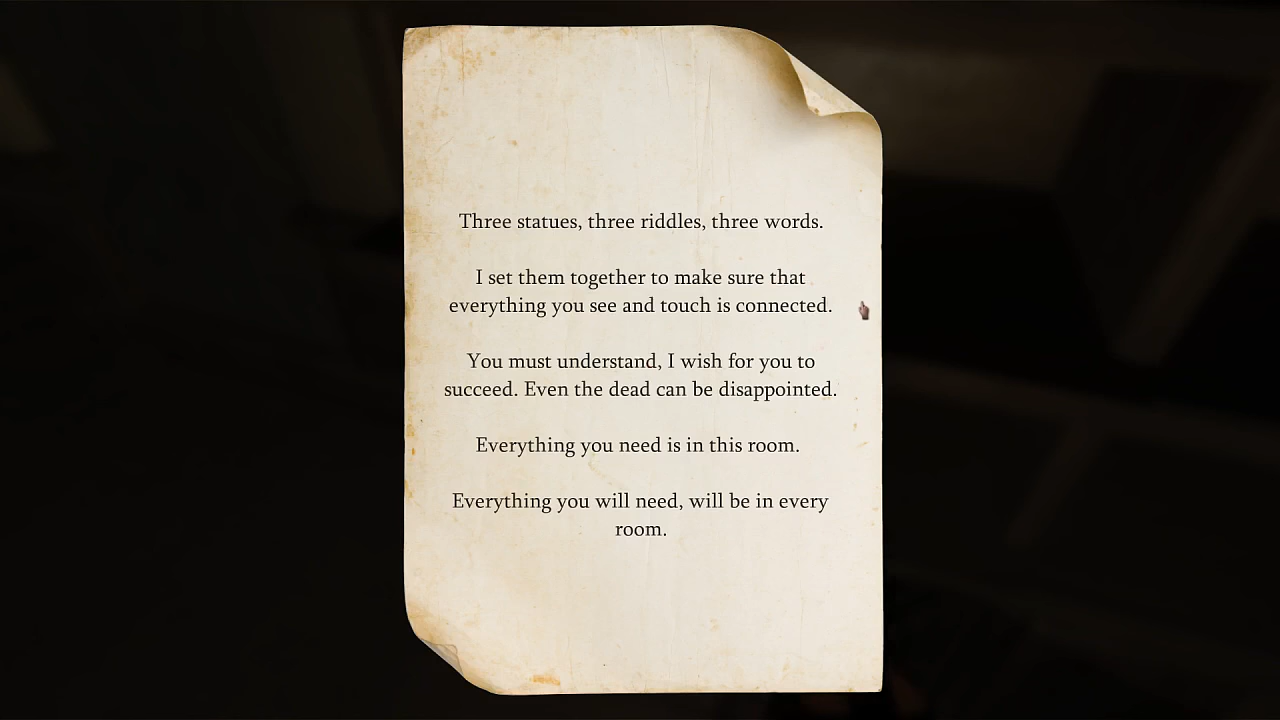 Three statues, three riddles, three words.
I set them together to make sure that
everything you see and touch is connected.
You must understand, I wish for you to
succeed. Even the dead can be disappointed.
Everything you need is in this room.
Everything you will need, will be in every
room.